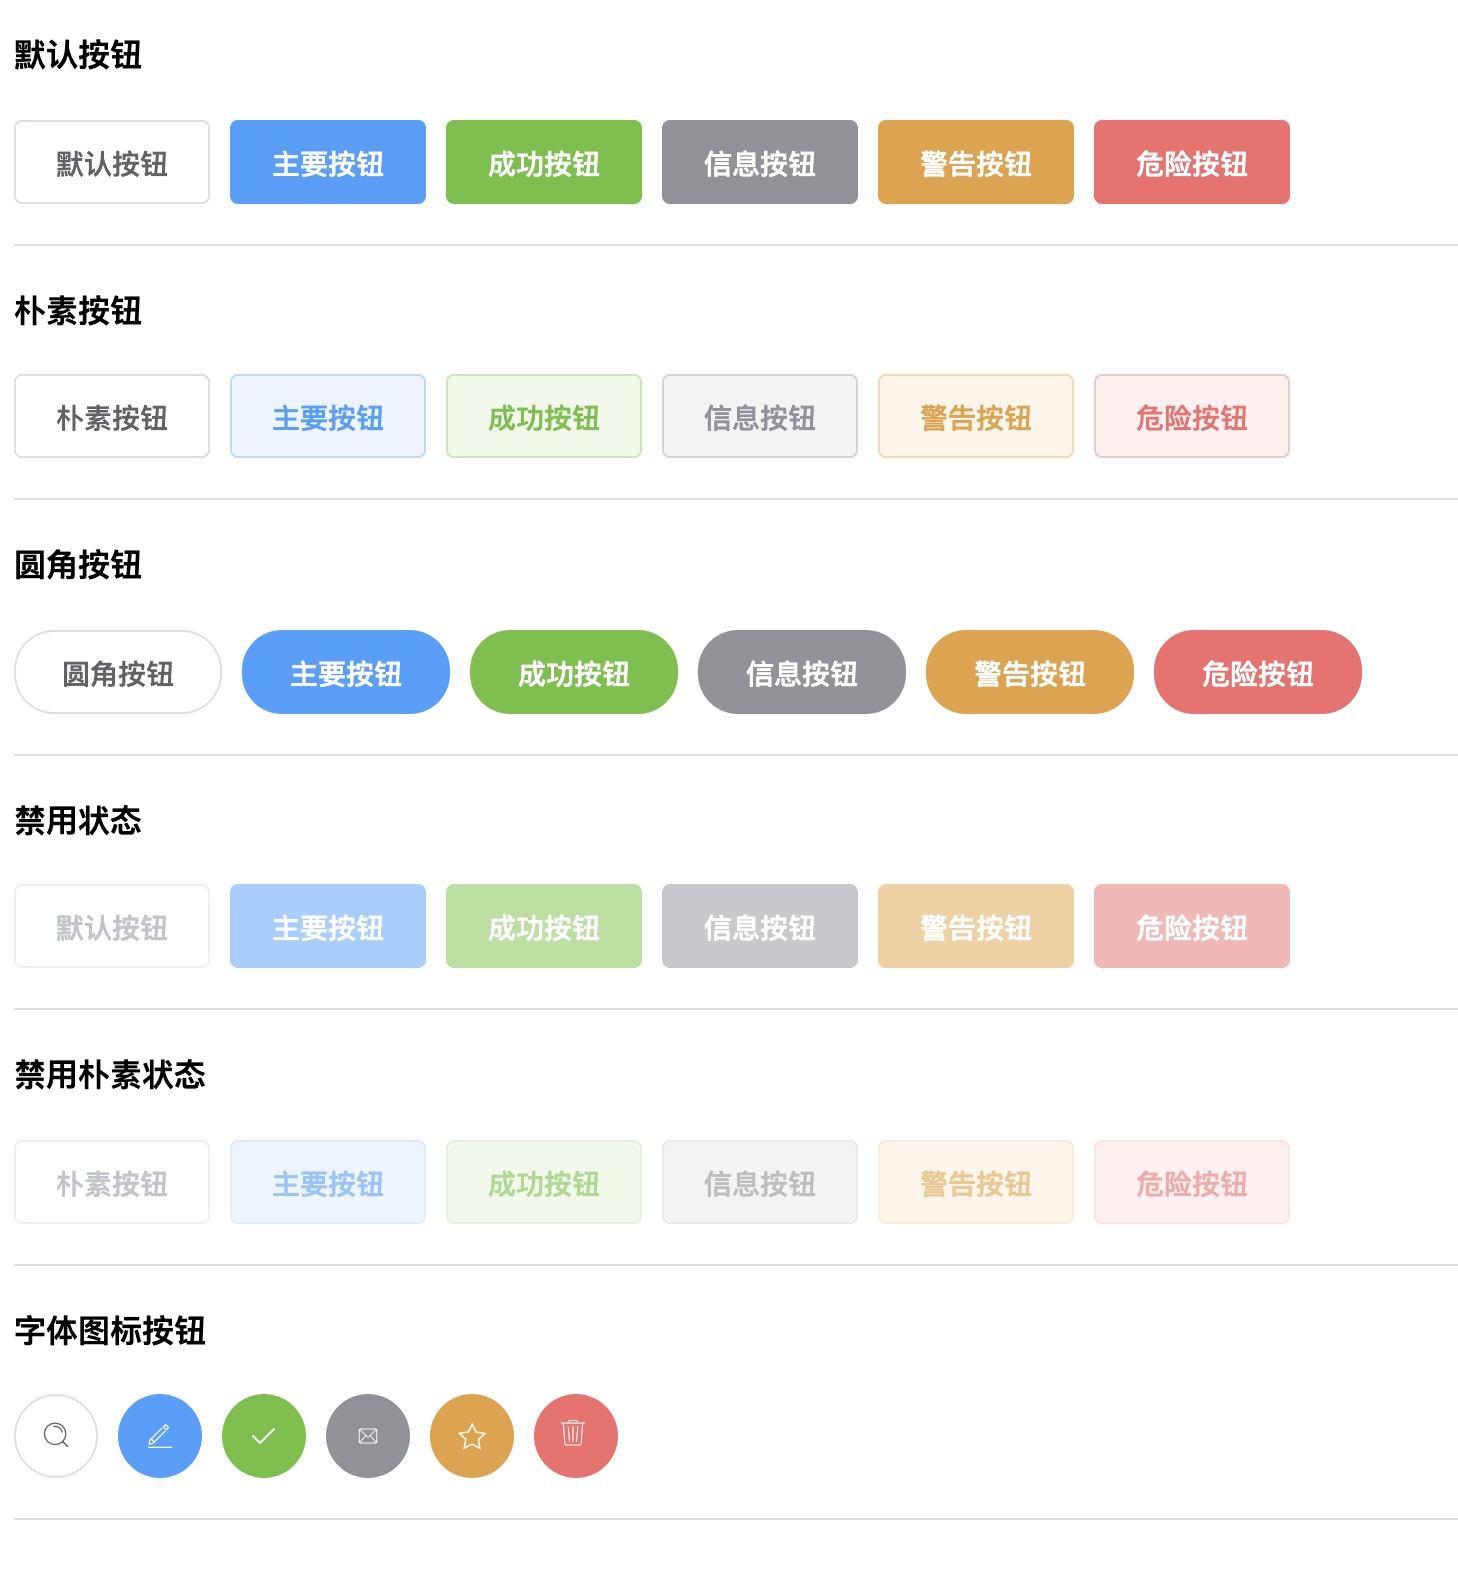 默认按钮
默认按钮 主要按钮 成功按钮 信息按钮 警告按钮 危险按钮
朴素按钮
朴素按钮 主要按钮 成功按钮 信息按钮 警告按钮 危险按钮
圆角按钮
圆角按钮 主要按钮 成功按钮 信息按钮 警告按钮 危险按钮
禁用状态
默认按钮 主要按钮 成功按钮 信息按钮 警告按钮 危险按钮
禁用朴素状态
朴素按钮 主要按钮 成功按钮 信息按钮 警告按钮 危险按钮
字体图标按钮